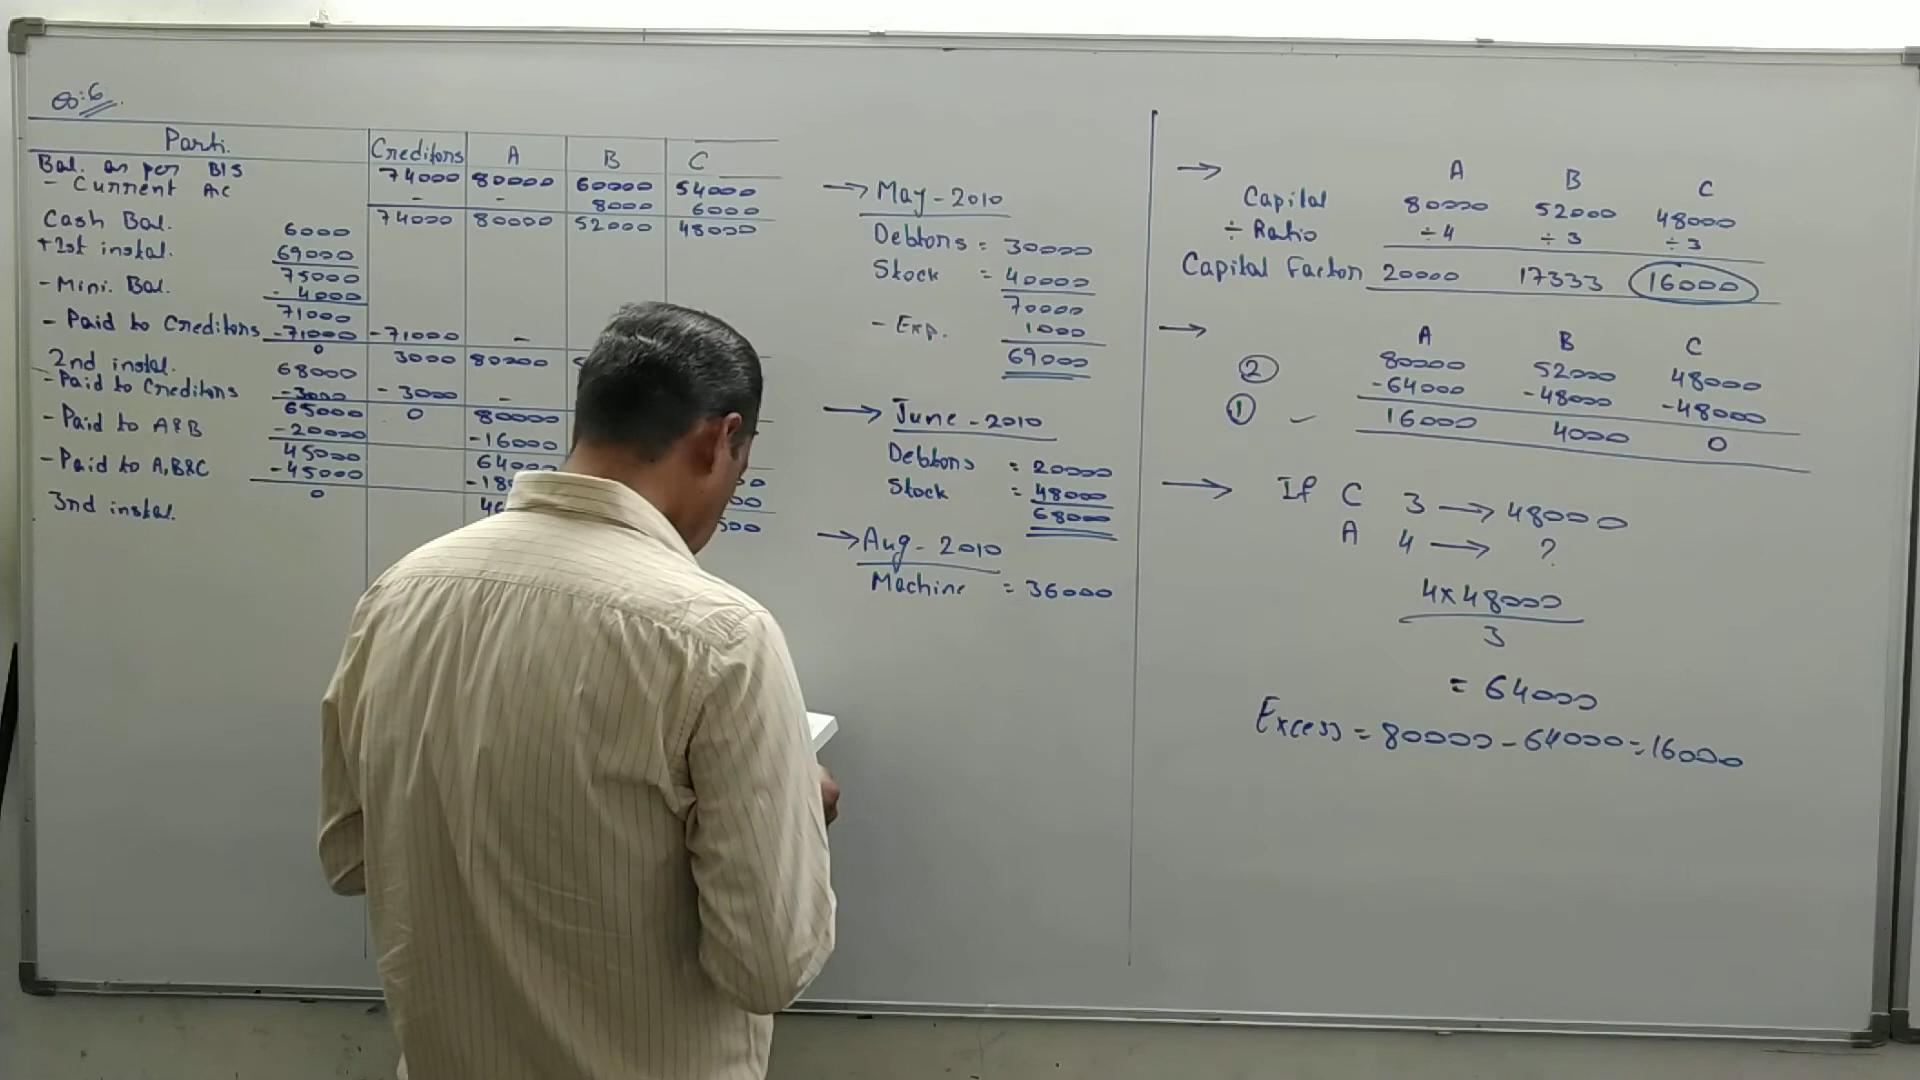 Parti. Creditors A B C
Bal. as per B/S 74000 80000 60000 54000
- Current A/C - - 8000 6000
Cash Bal. 6000 74000 80000 52000 48000
+ 1st instal. 69000
75000
- Mini. Bal. - 4000
71000
- Paid to Creditors -71000 -71000 -
0 3000 80000
2nd instal. 68000
- Paid to Creditors -3000 -3000 -
65000 0 80000
- Paid to A&B -20000 -16000
45000 64000
- Paid to A,B&C -45000
0
3nd instal.
→ May - 2010
Debtors = 30000
Stock = 40000
70000
- Exp. 1000
69000
→ June - 2010
Debtors = 20000
Stock = 48000
68000
→ Aug - 2010
Machine = 36000
→ A B C
Capital 80000 52000 48000
÷ Ratio ÷4 ÷3 ÷3
Capital Factor 20000 17333 16000
→ A B C
② 80000 52000 48000
-64000 -48000 -48000
① 16000 4000 0
→ If C 3 → 48000
A 4 → ?
4×48000
3
= 64000
Excess = 80000 - 64000 = 16000